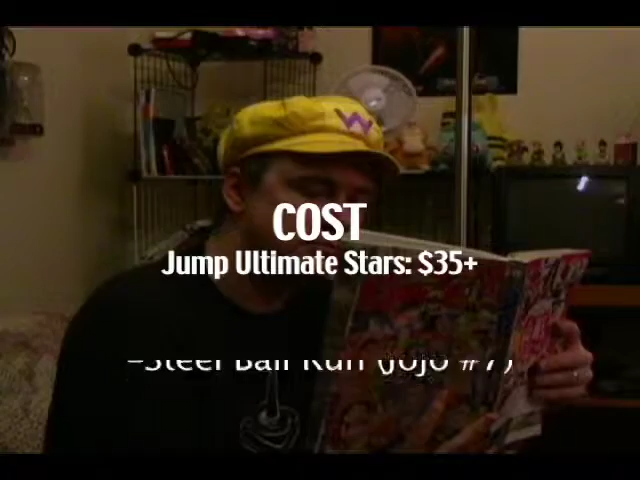 W
COST
Jump Ultimate Stars: $35+
-Steel Ball Run (JoJo #7)